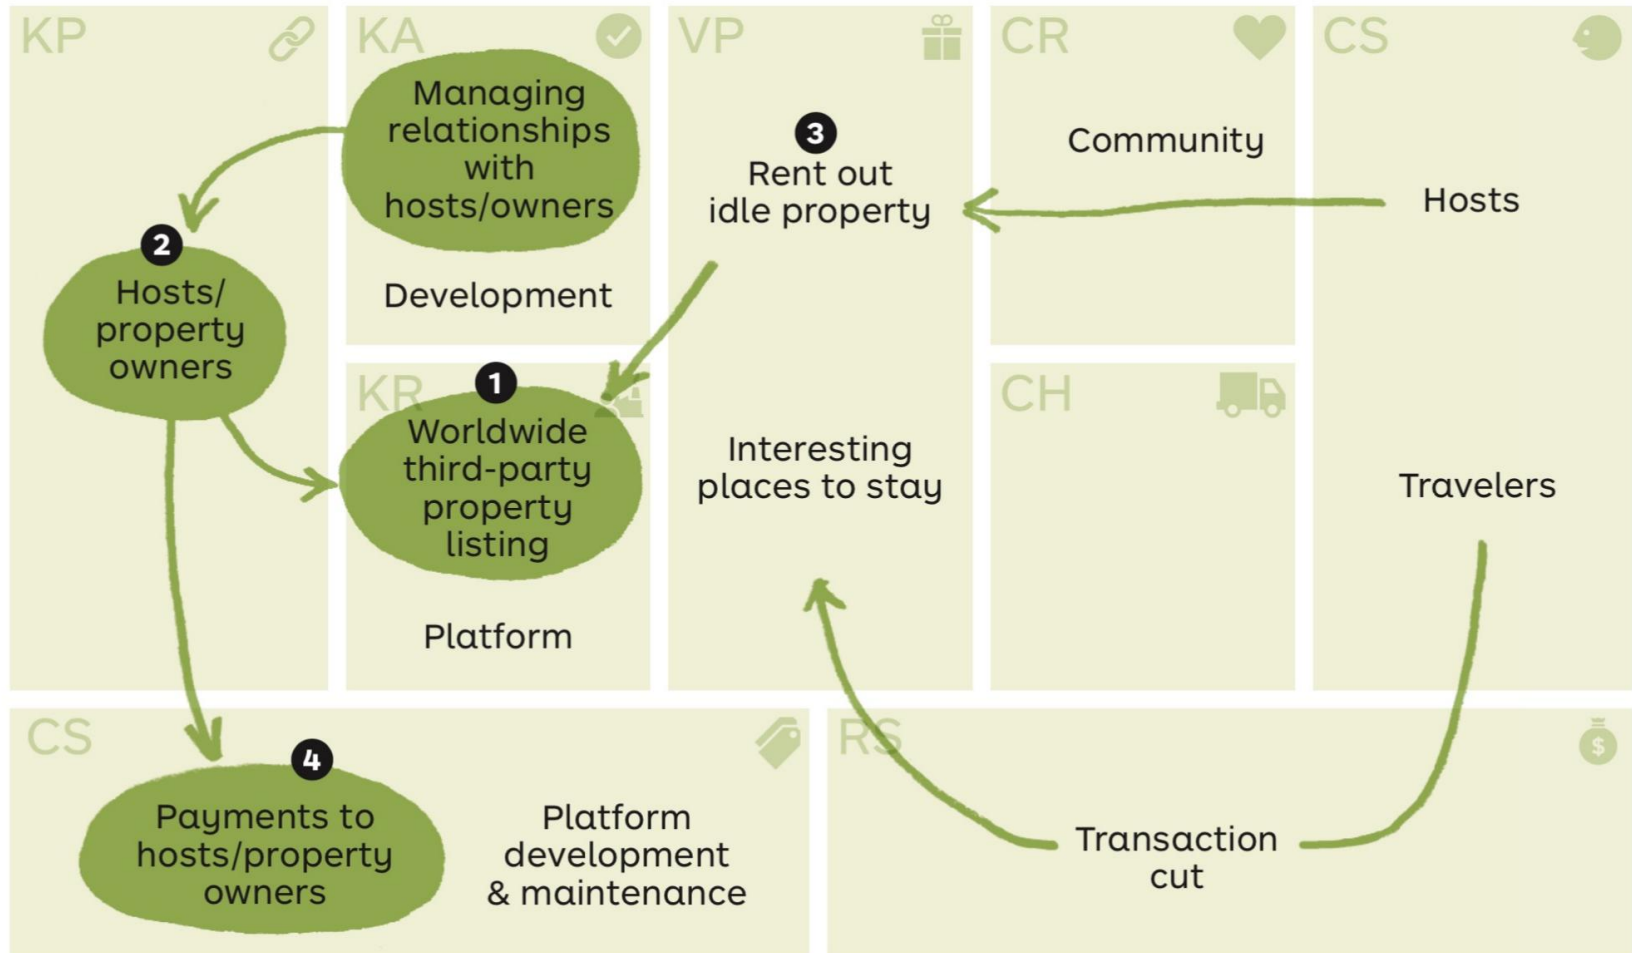 KP
KA
VP
CR
CS
Managing
relationships
with
hosts/owners
Development
2
Hosts/
property
owners
KR
1
Worldwide
third-party
property
listing
Platform
3
Rent out
idle property
Interesting
places to stay
Community
CH
Hosts
Travelers
CS
4
Payments to
hosts/property
owners
Platform
development
& maintenance
RS
$
Transaction
cut